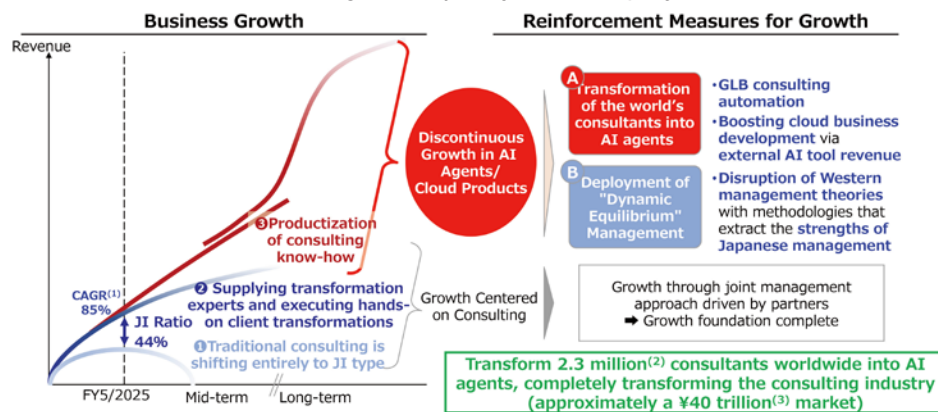 Business Growth
Reinforcement Measures for Growth
Revenue
CAGR(1)
85%
JI Ratio
44%
❸Productization
of consulting
know-how
❷ Supplying transformation
experts and executing hands-
on client transformations
❶Traditional consulting is
shifting entirely to JI type
FY5/2025
Mid-term
Long-term
Discontinuous
Growth in AI
Agents/
Cloud Products
Growth Centered
on Consulting
A
Transformation
of the world's
consultants into
AI agents
・GLB consulting
automation
・Boosting cloud business
development via
external AI tool revenue
B
Deployment of
"Dynamic
Equilibrium"
Management
・Disruption of Western
management theories
with methodologies that
extract the strengths of
Japanese management
Growth through joint management
approach driven by partners
➡ Growth foundation complete
Transform 2.3 million(2) consultants worldwide into AI
agents, completely transforming the consulting industry
(approximately a ¥40 trillion(3) market)